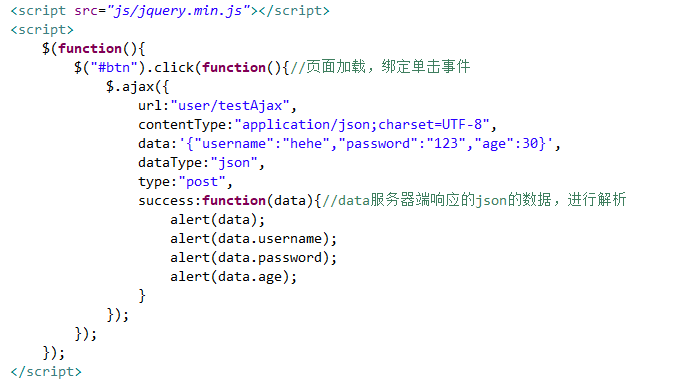 <script src="js/jquery.min.js"></script>
<script>
    $(function(){
        $("#btn").click(function(){//页面加载，绑定单击事件
            $.ajax({
                url:"user/testAjax",
                contentType:"application/json;charset=UTF-8",
                data:'{"username":"hehe","password":"123","age":30}',
                dataType:"json",
                type:"post",
                success:function(data){//data服务器端响应的json的数据，进行解析
                    alert(data);
                    alert(data.username);
                    alert(data.password);
                    alert(data.age);
                }
            });
        });
    });
</script>